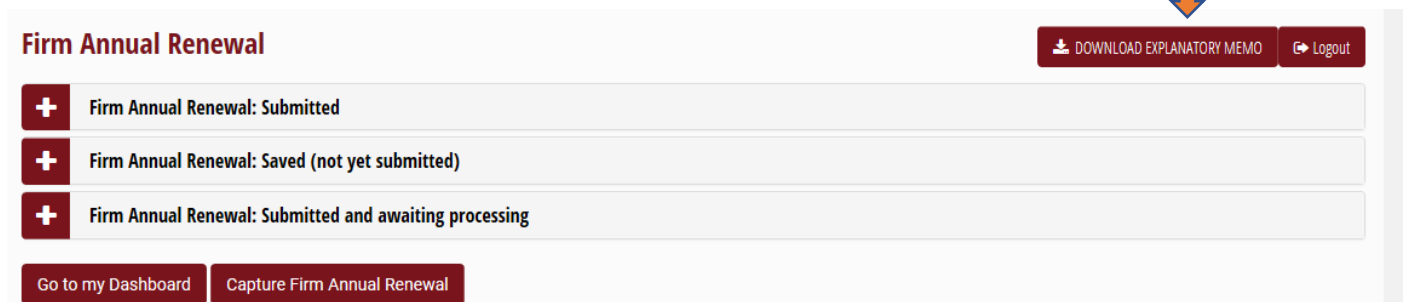 Firm Annual Renewal
DOWNLOAD EXPLANATORY MEMO
Logout
Firm Annual Renewal: Submitted
Firm Annual Renewal: Saved (not yet submitted)
Firm Annual Renewal: Submitted and awaiting processing
Go to my Dashboard
Capture Firm Annual Renewal